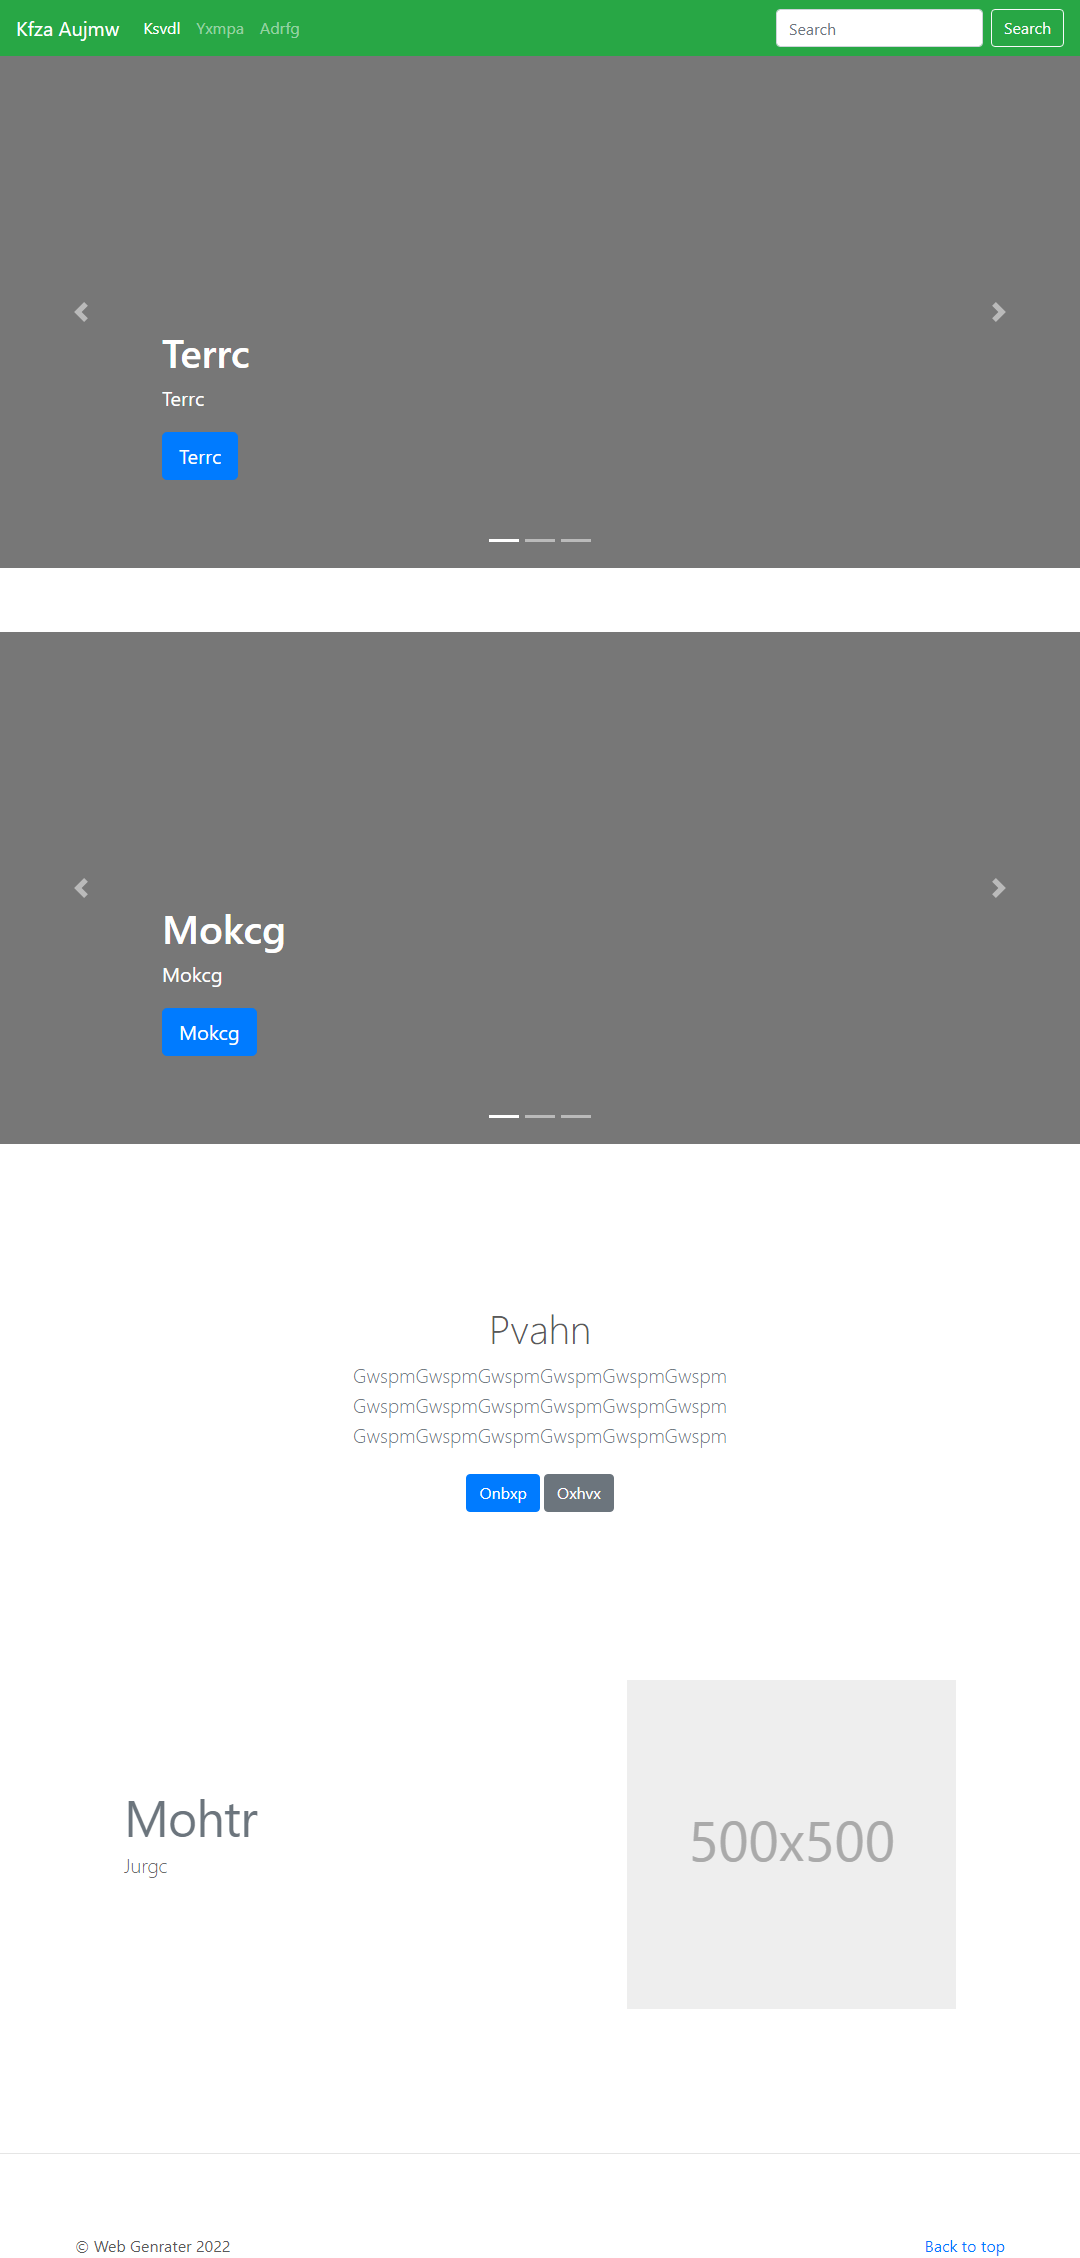 Kfza Aujmw Ksvdl Yxmpa Adrfg Search Search
Terrc
Terrc
Terrc
Mokcg
Mokcg
Mokcg
Pvahn
GwspmGwspmGwspmGwspmGwspmGwspm
GwspmGwspmGwspmGwspmGwspmGwspm
GwspmGwspmGwspmGwspmGwspmGwspm
Onbxp Oxhvx
Mohtr
Jurgc
500x500
© Web Genrater 2022 Back to top